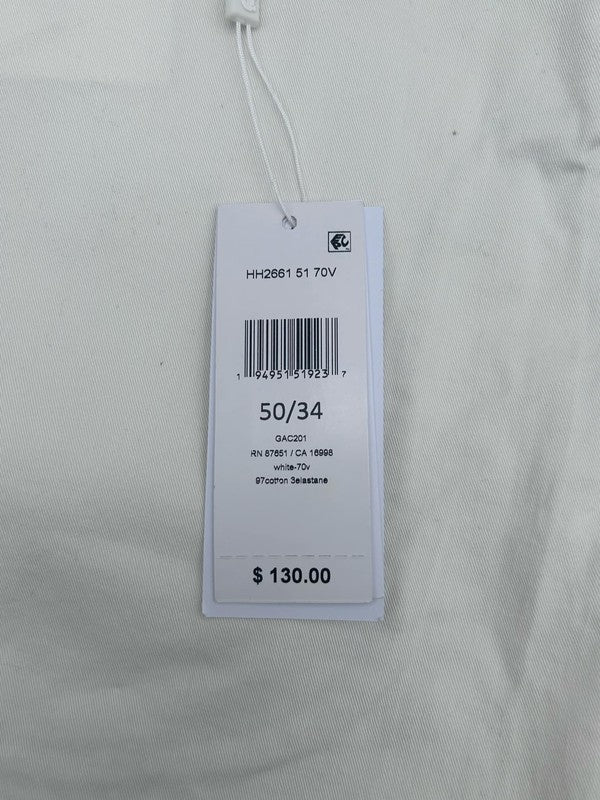 HH2661 51 70V
1 94951 51923 7
50/34
GAC201
RN 87651 / CA 16998
white-70v
97cotton 3elastane
$ 130.00